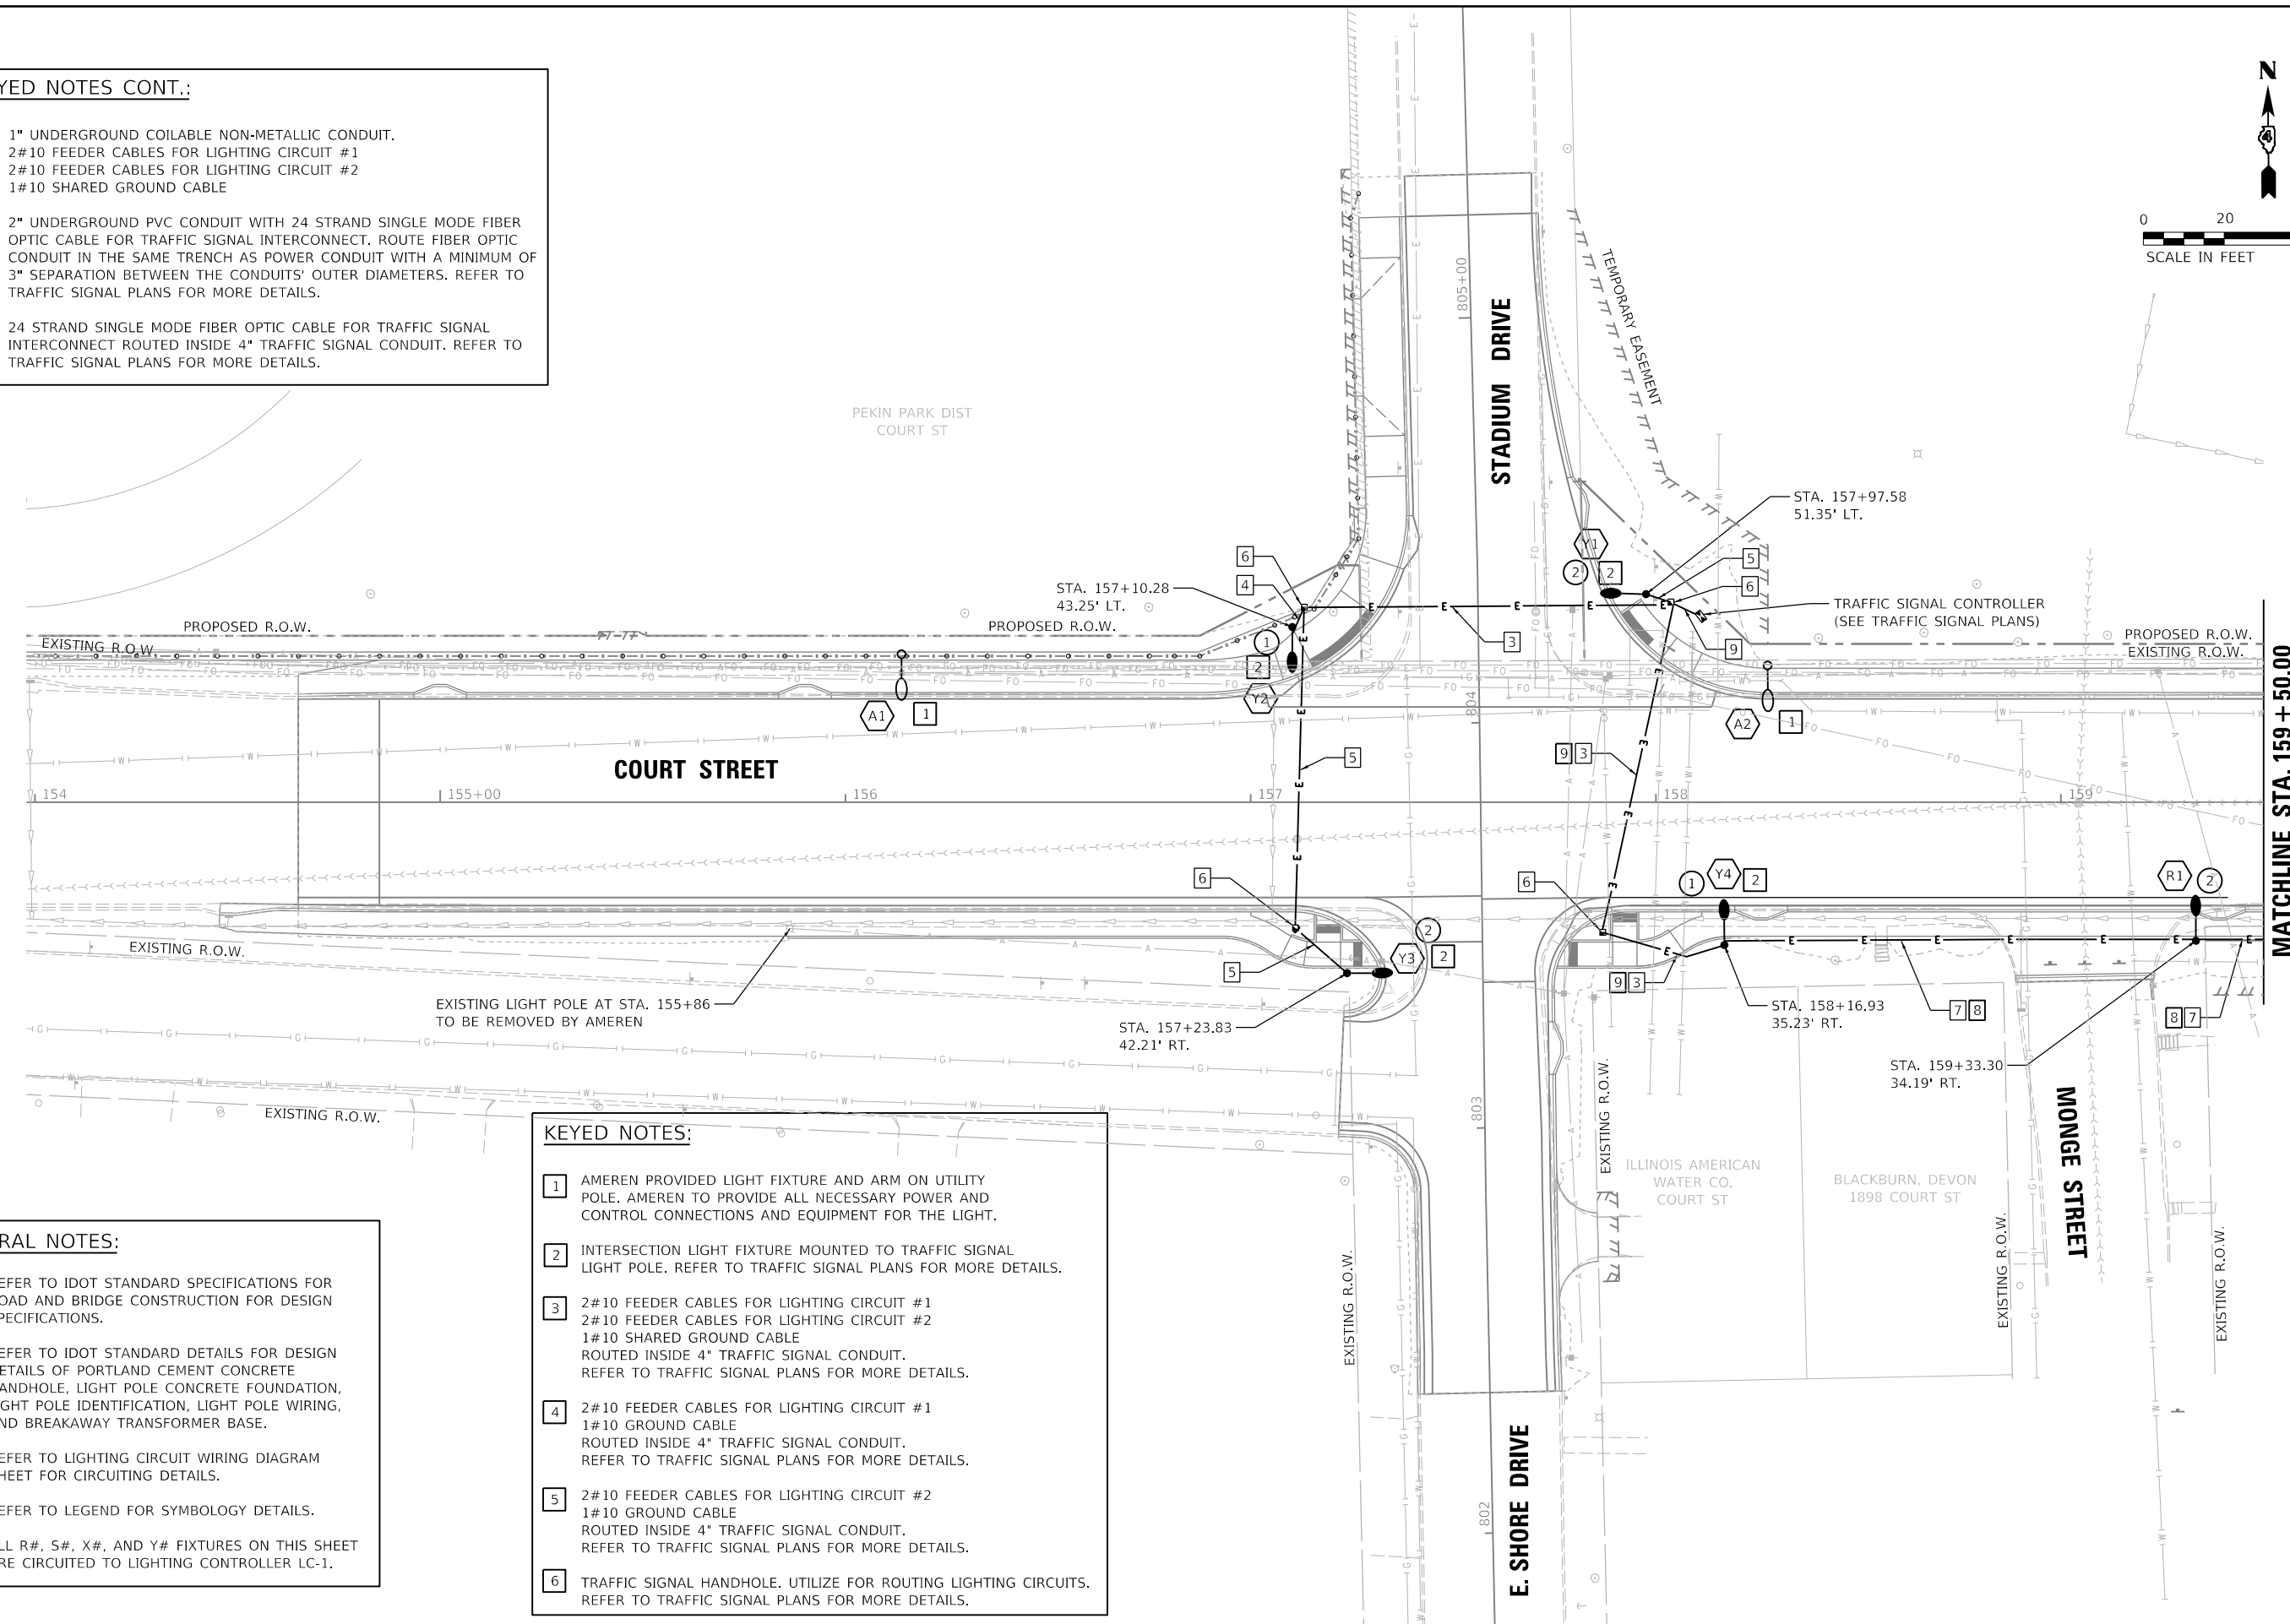 YED NOTES CONT.:
1" UNDERGROUND COILABLE NON-METALLIC CONDUIT.
2#10 FEEDER CABLES FOR LIGHTING CIRCUIT #1
2#10 FEEDER CABLES FOR LIGHTING CIRCUIT #2
1#10 SHARED GROUND CABLE
2" UNDERGROUND PVC CONDUIT WITH 24 STRAND SINGLE MODE FIBER
OPTIC CABLE FOR TRAFFIC SIGNAL INTERCONNECT. ROUTE FIBER OPTIC
CONDUIT IN THE SAME TRENCH AS POWER CONDUIT WITH A MINIMUM OF
3" SEPARATION BETWEEN THE CONDUITS' OUTER DIAMETERS. REFER TO
TRAFFIC SIGNAL PLANS FOR MORE DETAILS.
24 STRAND SINGLE MODE FIBER OPTIC CABLE FOR TRAFFIC SIGNAL
INTERCONNECT ROUTED INSIDE 4" TRAFFIC SIGNAL CONDUIT. REFER TO
TRAFFIC SIGNAL PLANS FOR MORE DETAILS.
N
4
0 20
SCALE IN FEET
PEKIN PARK DIST
COURT ST
805+00
STADIUM DRIVE
TEMPORARY EASEMENT
STA. 157+97.58
51.35' LT.
Y1
2 2
5
6
6
4
STA. 157+10.28
43.25' LT.
TRAFFIC SIGNAL CONTROLLER
(SEE TRAFFIC SIGNAL PLANS)
3
9
PROPOSED R.O.W.
PROPOSED R.O.W.
PROPOSED R.O.W.
EXISTING R.O.W.
EXISTING R.O.W.
1
2
Y2
A1 1
A2 1
804
MATCHLINE STA. 159+50.00
COURT STREET
5
9 3
154
155+00
156
157
158
159
6
6
1 Y4 2
R1 2
2
Y3 2
EXISTING R.O.W.
5
9 3
EXISTING LIGHT POLE AT STA. 155+86
TO BE REMOVED BY AMEREN
STA. 157+23.83
42.21' RT.
STA. 158+16.93
35.23' RT.
7 8
8 7
STA. 159+33.30
34.19' RT.
EXISTING R.O.W.
803
EXISTING R.O.W.
MONGE STREET
ILLINOIS AMERICAN
WATER CO.
COURT ST
BLACKBURN, DEVON
1898 COURT ST
EXISTING R.O.W.
EXISTING R.O.W.
EXISTING R.O.W.
802
E. SHORE DRIVE
KEYED NOTES:
1 AMEREN PROVIDED LIGHT FIXTURE AND ARM ON UTILITY
POLE. AMEREN TO PROVIDE ALL NECESSARY POWER AND
CONTROL CONNECTIONS AND EQUIPMENT FOR THE LIGHT.
2 INTERSECTION LIGHT FIXTURE MOUNTED TO TRAFFIC SIGNAL
LIGHT POLE. REFER TO TRAFFIC SIGNAL PLANS FOR MORE DETAILS.
3 2#10 FEEDER CABLES FOR LIGHTING CIRCUIT #1
2#10 FEEDER CABLES FOR LIGHTING CIRCUIT #2
1#10 SHARED GROUND CABLE
ROUTED INSIDE 4" TRAFFIC SIGNAL CONDUIT.
REFER TO TRAFFIC SIGNAL PLANS FOR MORE DETAILS.
4 2#10 FEEDER CABLES FOR LIGHTING CIRCUIT #1
1#10 GROUND CABLE
ROUTED INSIDE 4" TRAFFIC SIGNAL CONDUIT.
REFER TO TRAFFIC SIGNAL PLANS FOR MORE DETAILS.
5 2#10 FEEDER CABLES FOR LIGHTING CIRCUIT #2
1#10 GROUND CABLE
ROUTED INSIDE 4" TRAFFIC SIGNAL CONDUIT.
REFER TO TRAFFIC SIGNAL PLANS FOR MORE DETAILS.
6 TRAFFIC SIGNAL HANDHOLE. UTILIZE FOR ROUTING LIGHTING CIRCUITS.
REFER TO TRAFFIC SIGNAL PLANS FOR MORE DETAILS.
RAL NOTES:
EFER TO IDOT STANDARD SPECIFICATIONS FOR
OAD AND BRIDGE CONSTRUCTION FOR DESIGN
PECIFICATIONS.
EFER TO IDOT STANDARD DETAILS FOR DESIGN
ETAILS OF PORTLAND CEMENT CONCRETE
ANDHOLE, LIGHT POLE CONCRETE FOUNDATION,
IGHT POLE IDENTIFICATION, LIGHT POLE WIRING,
ND BREAKAWAY TRANSFORMER BASE.
EFER TO LIGHTING CIRCUIT WIRING DIAGRAM
HEET FOR CIRCUITING DETAILS.
EFER TO LEGEND FOR SYMBOLOGY DETAILS.
LL R#, S#, X#, AND Y# FIXTURES ON THIS SHEET
RE CIRCUITED TO LIGHTING CONTROLLER LC-1.